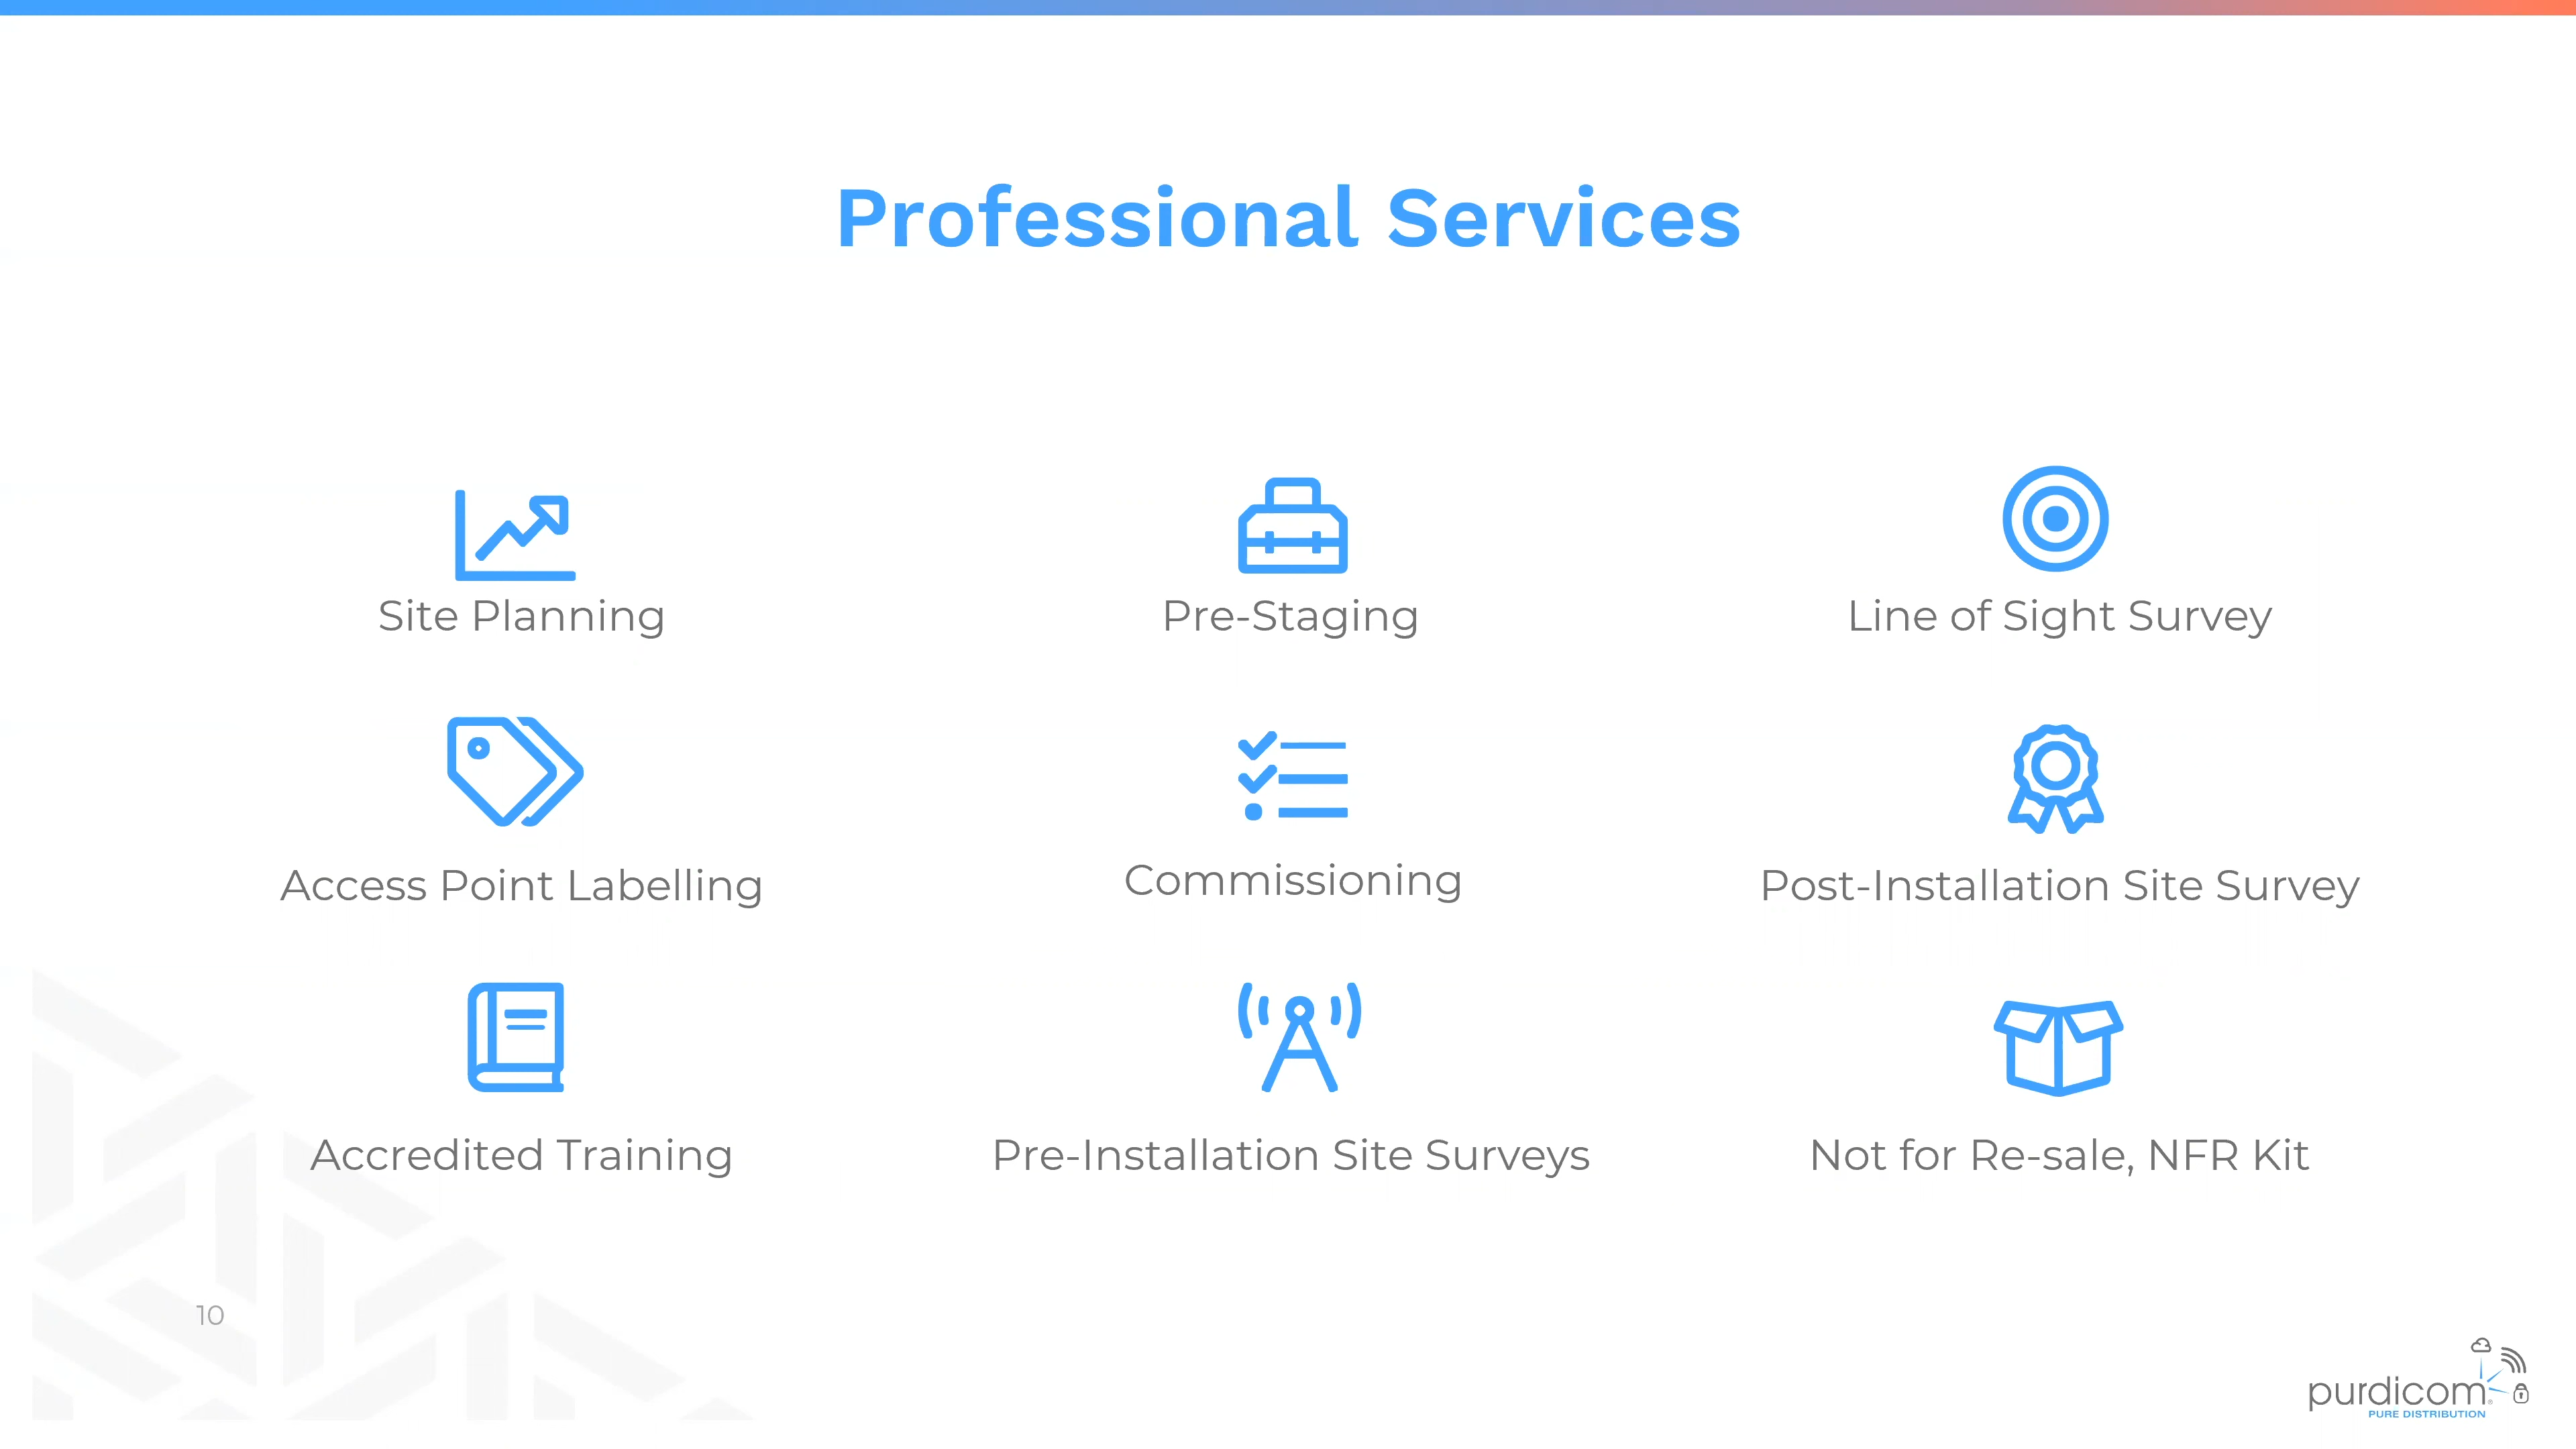 Professional Services
Site Planning
Pre-Staging
Line of Sight Survey
Access Point Labelling
Commissioning
Post-Installation Site Survey
Accredited Training
Pre-Installation Site Surveys
Not for Re-sale, NFR Kit
10
purdicom
PURE DISTRIBUTION